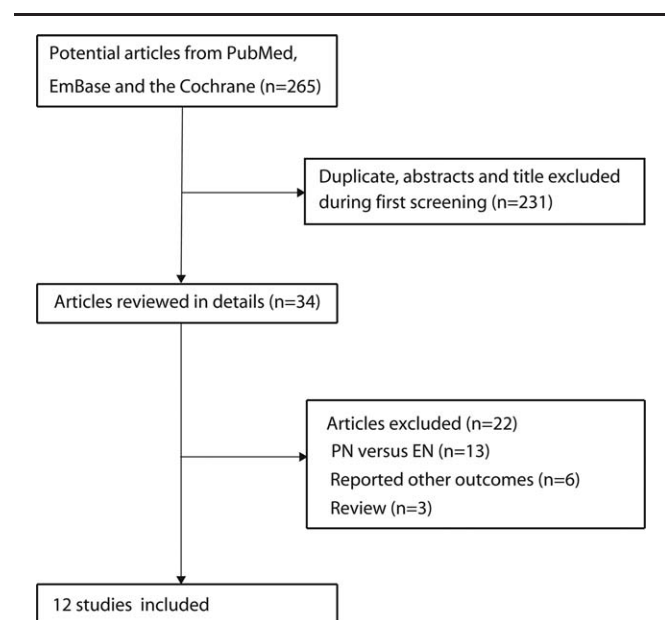 Potential articles from PubMed,
EmBase and the Cochrane (n=265)
Duplicate, abstracts and title excluded
during first screening (n=231)
Articles reviewed in details (n=34)
Articles excluded (n=22)
PN versus EN (n=13)
Reported other outcomes (n=6)
Review (n=3)
12 studies included